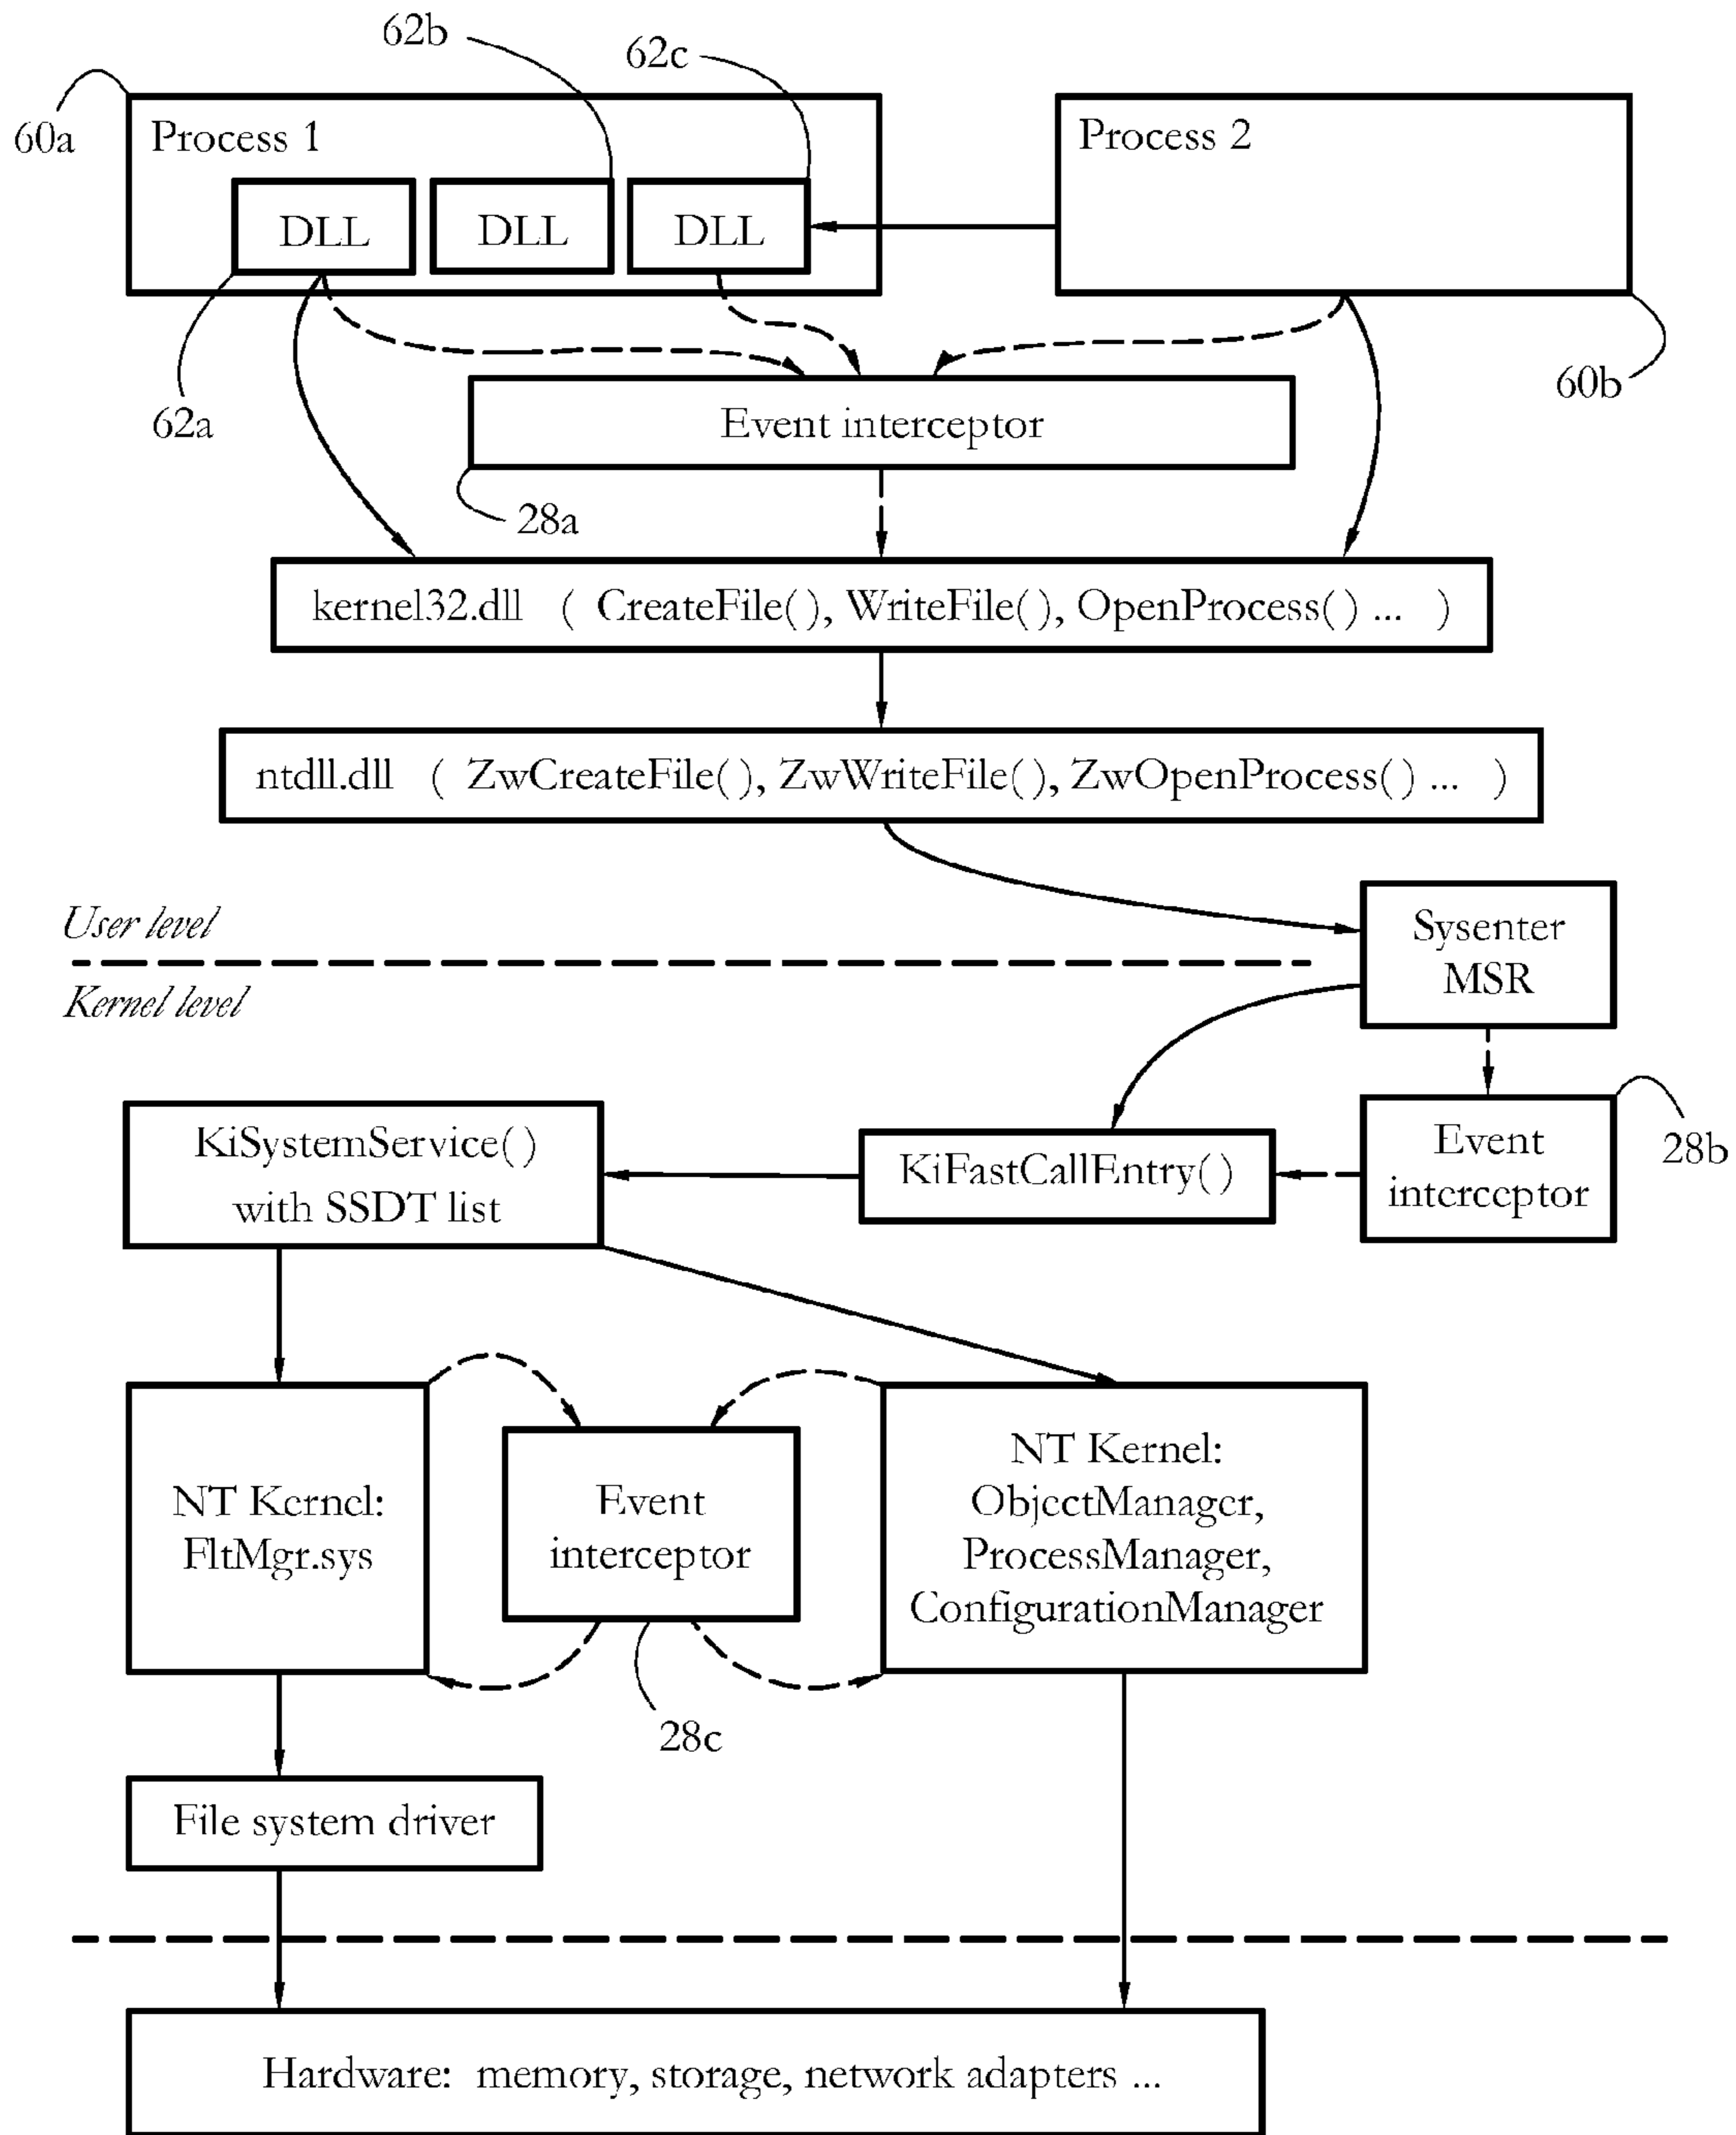 62b
62c
60a
Process 1
Process 2
DLL
DLL
DLL
62a
60b
Event interceptor
28a
kernel32.dll ( CreateFile(), WriteFile(), OpenProcess() ... )
ntdll.dll ( ZwCreateFile(), ZwWriteFile(), ZwOpenProcess() ... )
User level
Kernel level
Sysenter
MSR
KiSystemService()
with SSDT list
KiFastCallEntry()
Event
interceptor
28b
NT Kernel:
FltMgr.sys
Event
interceptor
NT Kernel:
ObjectManager,
ProcessManager,
ConfigurationManager
28c
File system driver
Hardware: memory, storage, network adapters ...